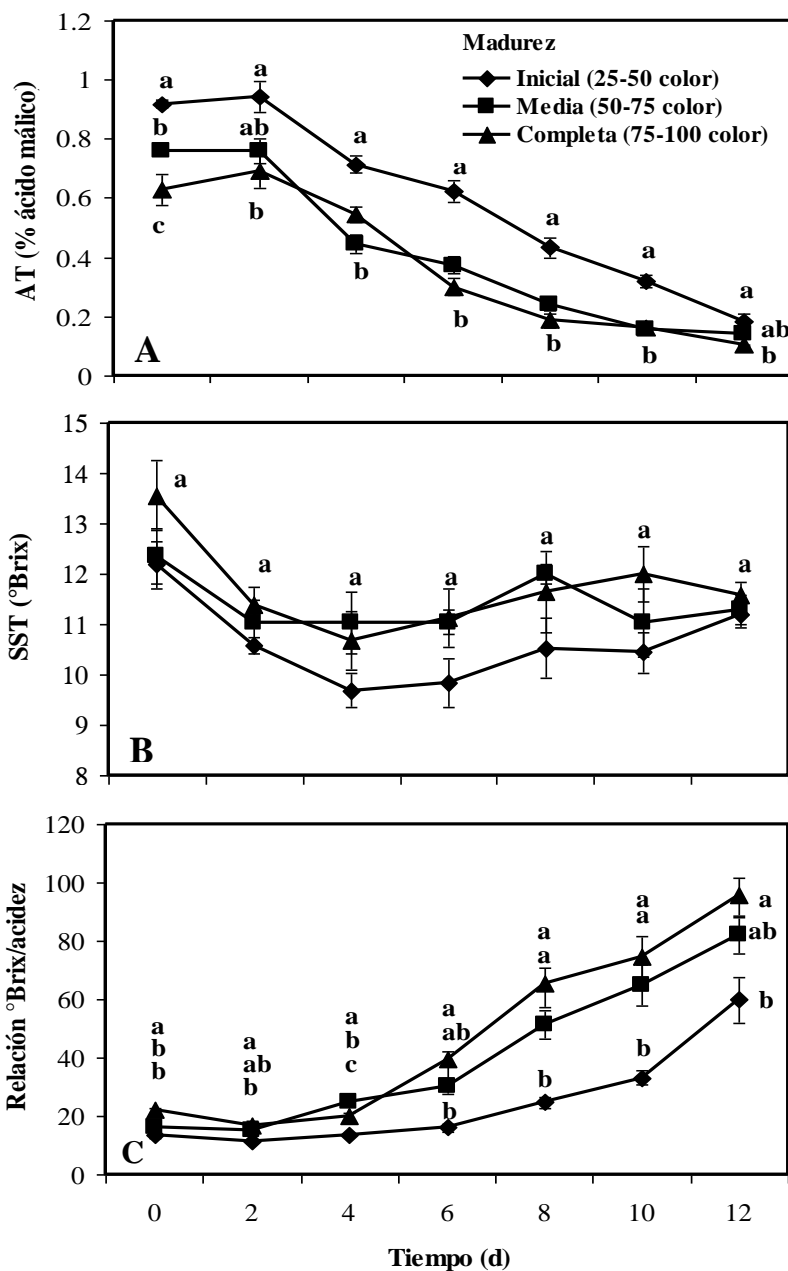 1.2
1
0.8
0.6
0.4
0.2
0
AT (% ácido málico)
Madurez
Inicial (25-50 color)
Media (50-75 color)
Completa (75-100 color)
a a a a a a a
b ab ab
c b b b b b b
A
15
14
13
12
11
10
9
8
SST (°Brix)
a a a a a a a
B
120
100
80
60
40
20
0
Relación °Brix/acidez
a a a a a a a
b ab b ab a a ab
b b c b b b b
C
0 2 4 6 8 10 12
Tiempo (d)